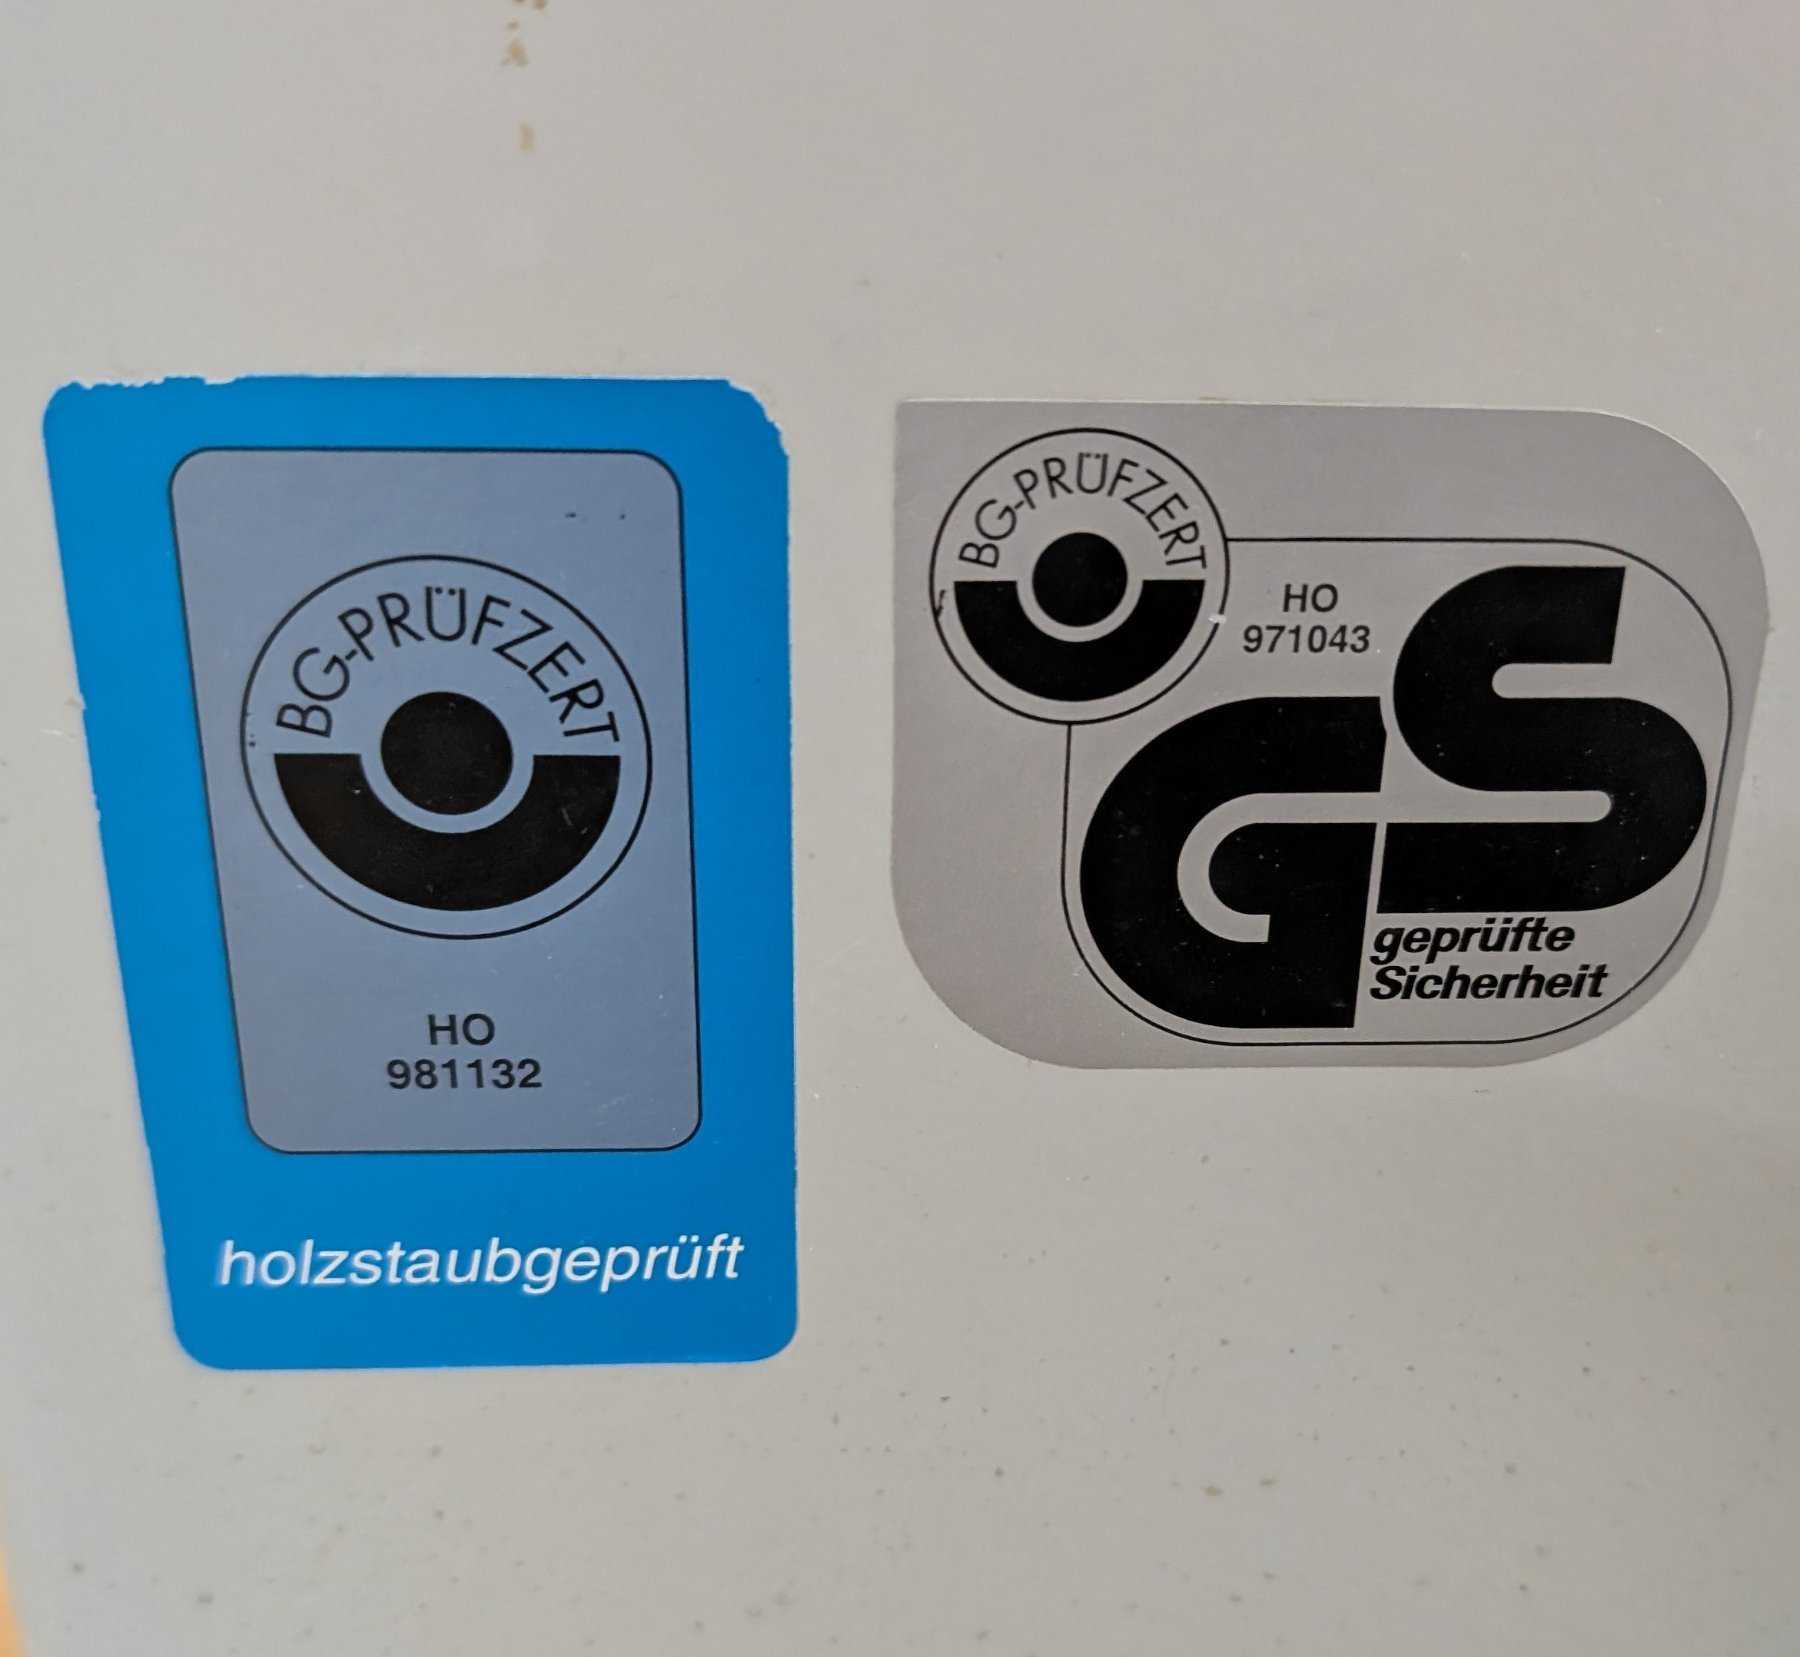 BG-PRÜFZERT
HO
981132
holzstaubgeprüft
BG-PRÜFZERT
HO
971043
GS
geprüfte
Sicherheit